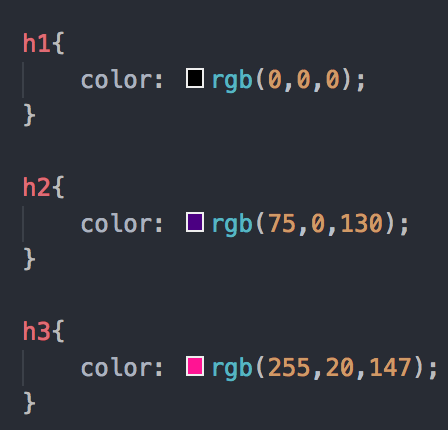 h1{
color: rgb(0,0,0);
}
h2{
color: rgb(75,0,130);
}
h3{
color: rgb(255,20,147);
}